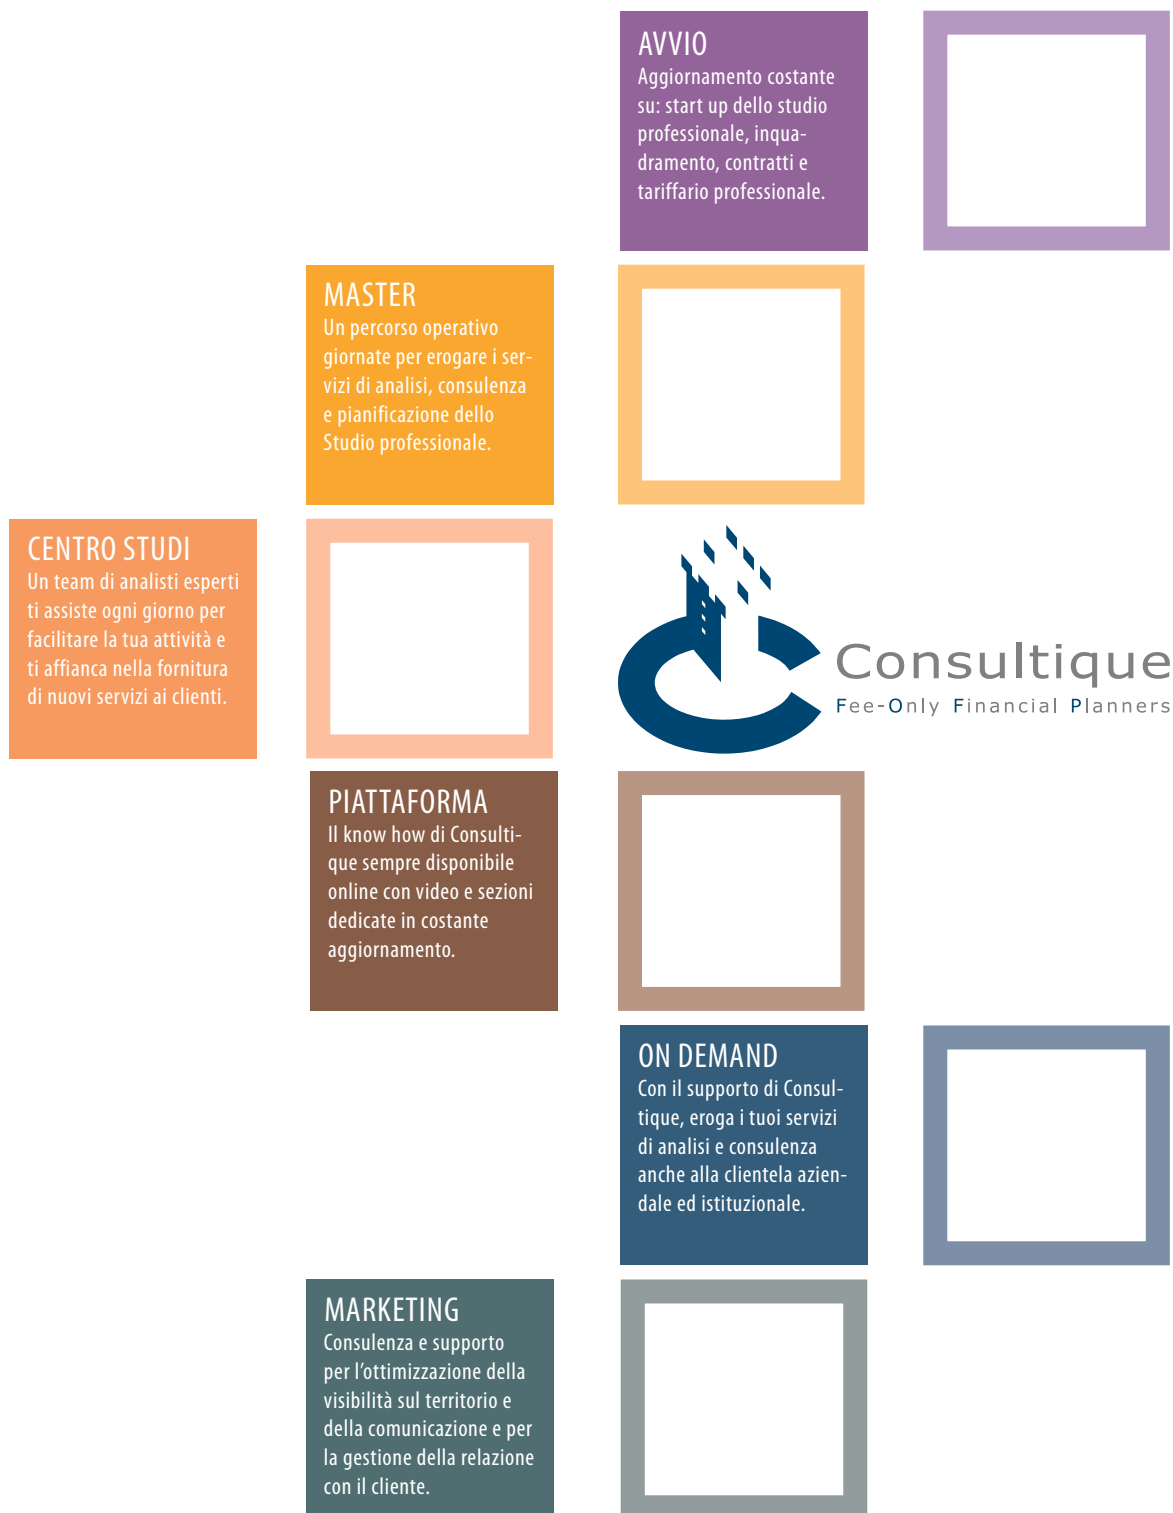 AVVIO
Aggiornamento costante
su: start up dello studio
professionale, inqua-
dramento, contratti e
tariffario professionale.
MASTER
Un percorso operativo
giornate per erogare i ser-
vizi di analisi, consulenza
e pianificazione dello
Studio professionale.
CENTRO STUDI
Un team di analisti esperti
ti assiste ogni giorno per
facilitare la tua attività e
ti affianca nella fornitura
di nuovi servizi ai clienti.
Consultique
Fee-Only Financial Planners
PIATTAFORMA
Il know how di Consulti-
que sempre disponibile
online con video e sezioni
dedicate in costante
aggiornamento.
ON DEMAND
Con il supporto di Consul-
tique, eroga i tuoi servizi
di analisi e consulenza
anche alla clientela azien-
dale ed istituzionale.
MARKETING
Consulenza e supporto
per l'ottimizzazione della
visibilità sul territorio e
della comunicazione e per
la gestione della relazione
con il cliente.